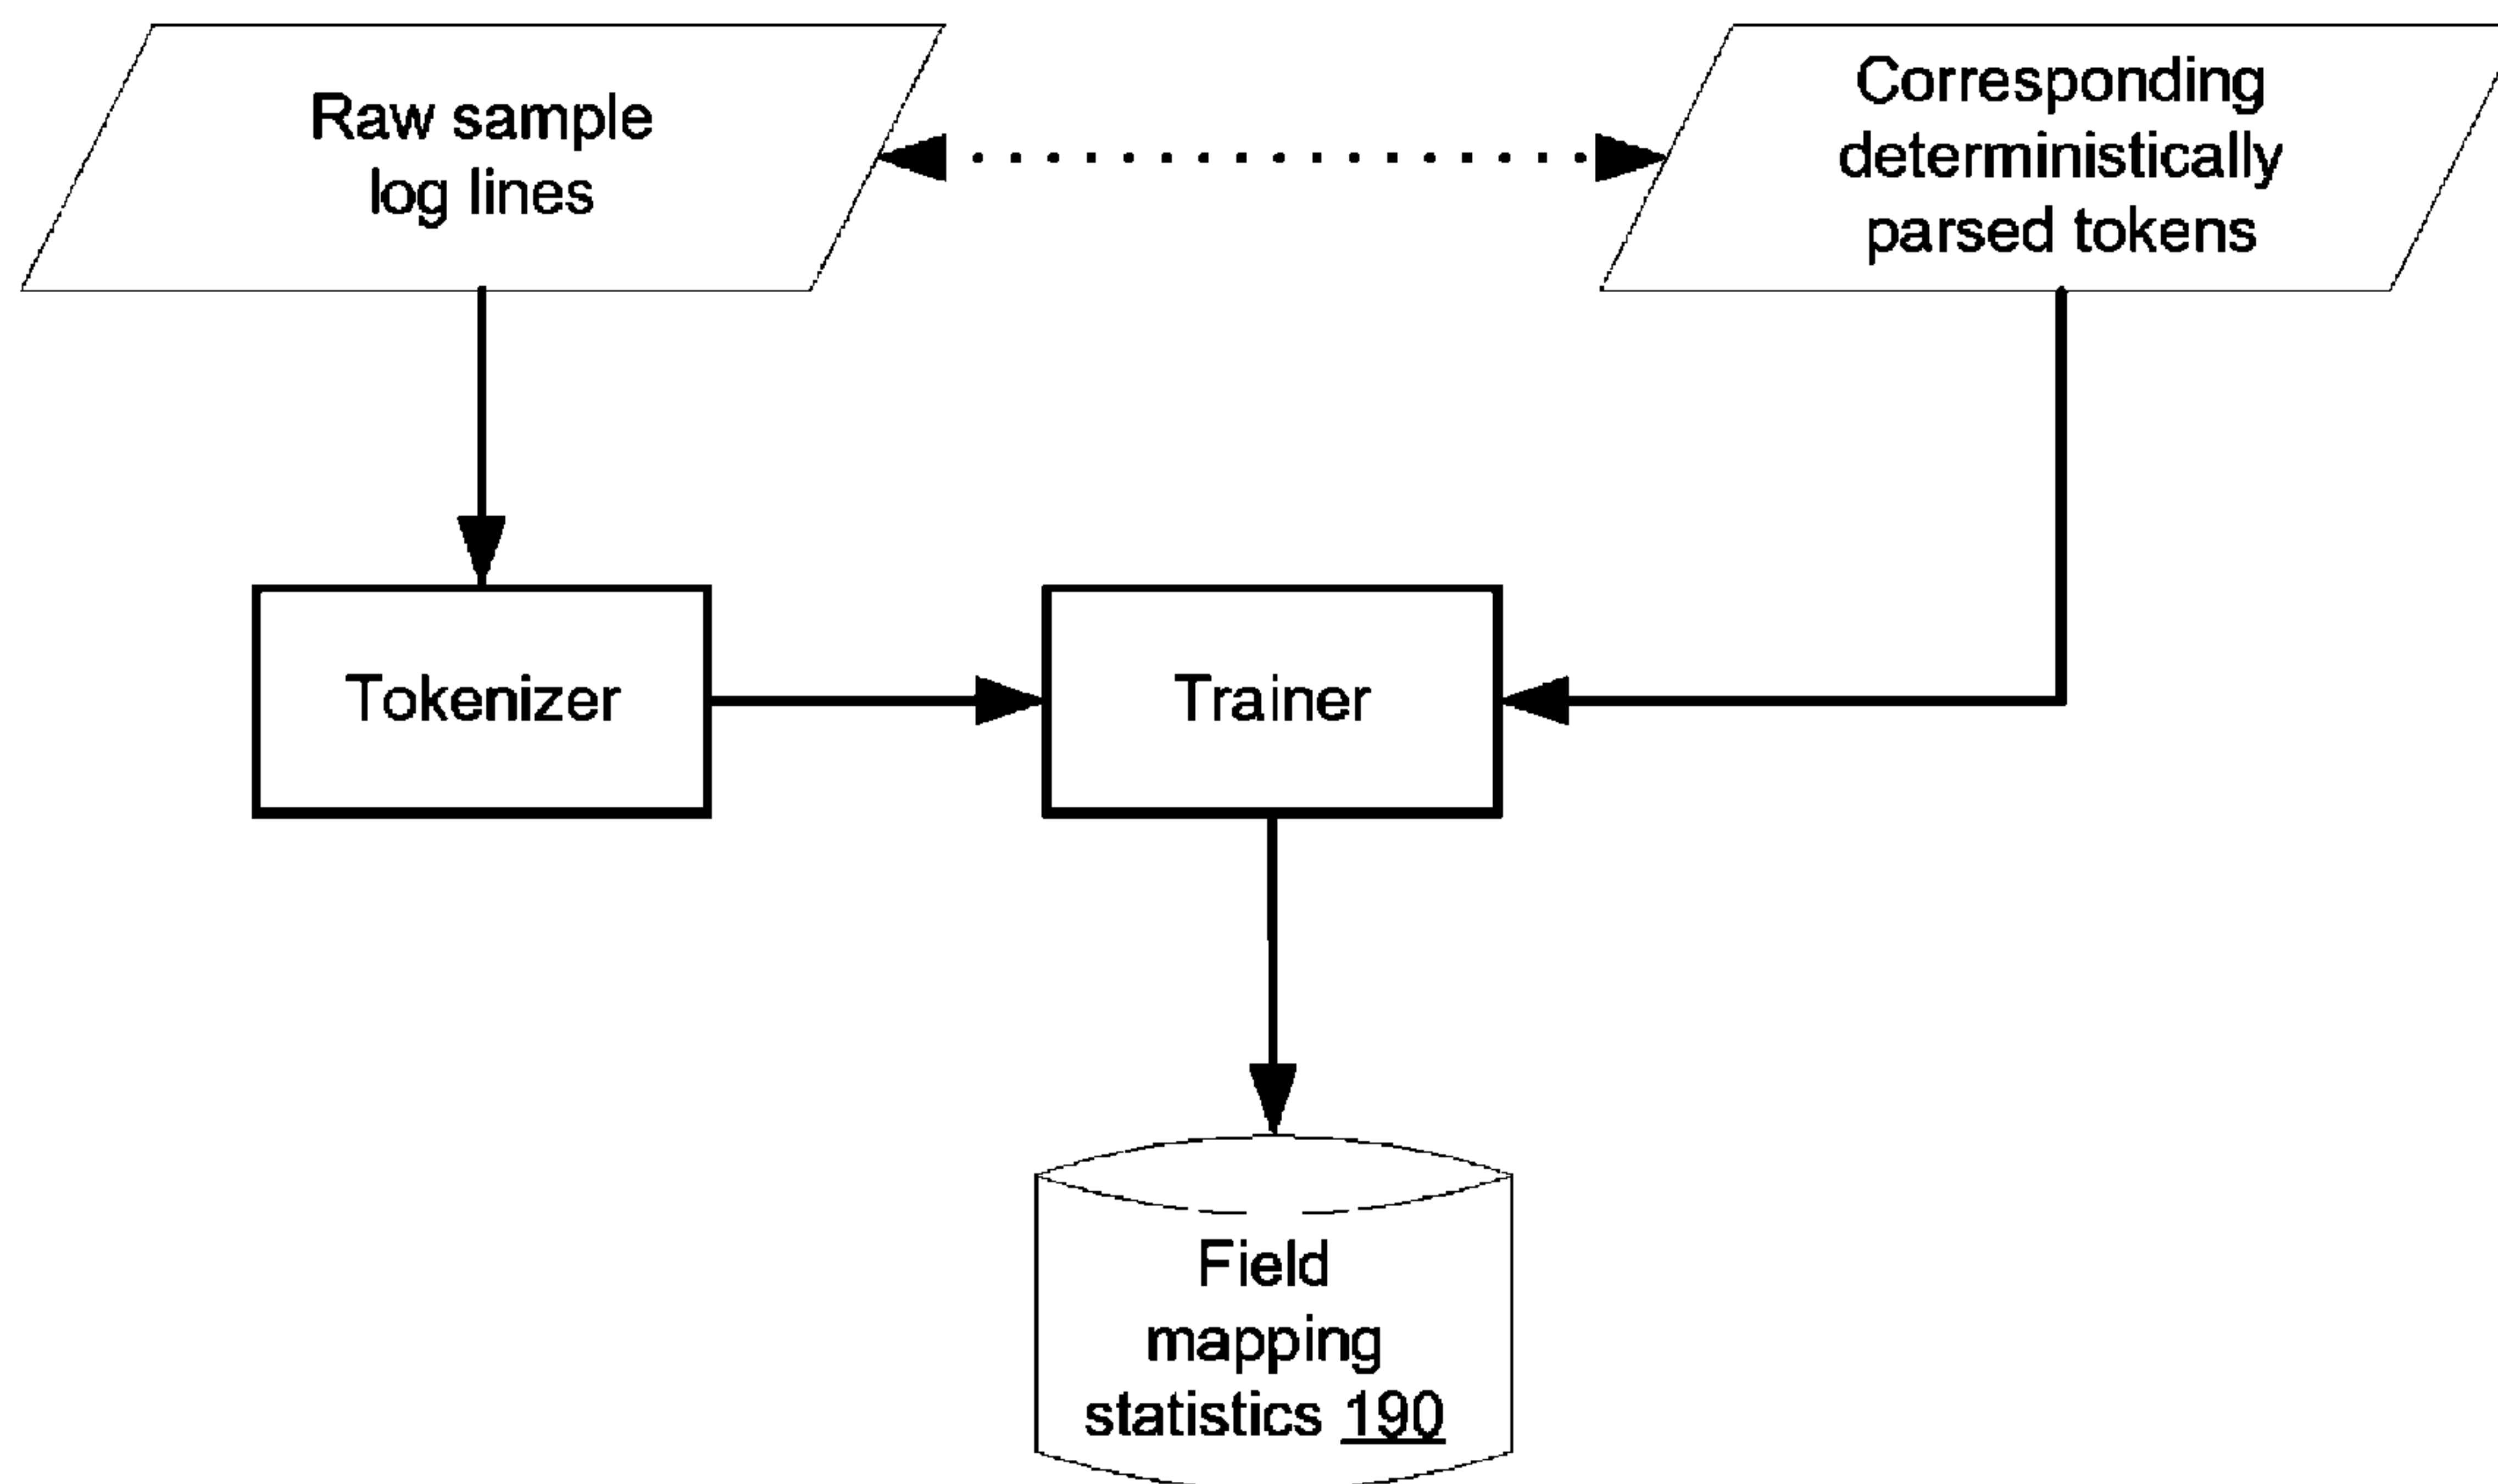 Raw sample
log lines
Corresponding
deterministically
parsed tokens
Tokenizer
Trainer
Field
mapping
statistics 190